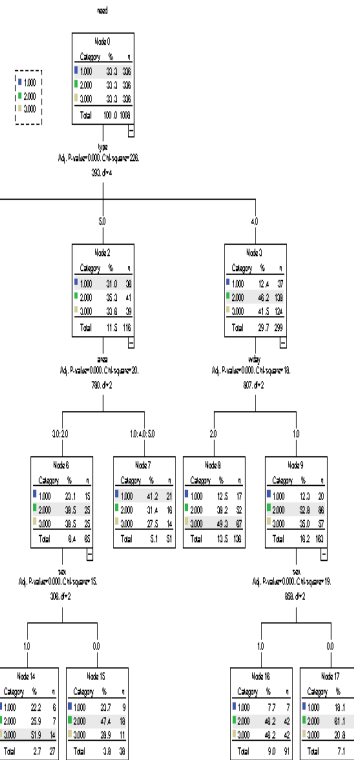 need
Node 0
Category % n
1.000 33.3 336
2.000 33.3 336
3.000 33.3 336
Total 100.0 1008
1.000
2.000
3.000
type
Adj. P-value=0.000, Chi-square=226.
393, df=4
5.0
4.0
Node 2
Category % n
1.000 31.0 36
2.000 35.3 41
3.000 33.6 39
Total 11.5 116
Node 3
Category % n
1.000 12.4 37
2.000 46.2 138
3.000 41.5 124
Total 29.7 299
area
Adj. P-value=0.000, Chi-square=20.
780, df=2
wday
Adj. P-value=0.000, Chi-square=18.
807, df=2
3.0; 2.0
1.0; 4.0; 5.0
2.0
1.0
Node 6
Category % n
1.000 23.1 15
2.000 38.5 25
3.000 38.5 25
Total 6.4 65
Node 7
Category % n
1.000 41.2 21
2.000 31.4 16
3.000 27.5 14
Total 5.1 51
Node 8
Category % n
1.000 12.5 17
2.000 38.2 52
3.000 49.3 67
Total 13.5 136
Node 9
Category % n
1.000 12.3 20
2.000 52.8 86
3.000 35.0 57
Total 16.2 163
sex
Adj. P-value=0.000, Chi-square=15.
308, df=2
sex
Adj. P-value=0.000, Chi-square=19.
858, df=2
1.0
0.0
1.0
0.0
Node 14
Category % n
1.000 22.2 6
2.000 25.9 7
3.000 51.9 14
Total 2.7 27
Node 15
Category % n
1.000 23.7 9
2.000 47.4 18
3.000 28.9 11
Total 3.8 38
Node 16
Category % n
1.000 7.7 7
2.000 46.2 42
3.000 46.2 42
Total 9.0 91
Node 17
Category %
1.000 18.1
2.000 61.1
3.000 20.8
Total 7.1